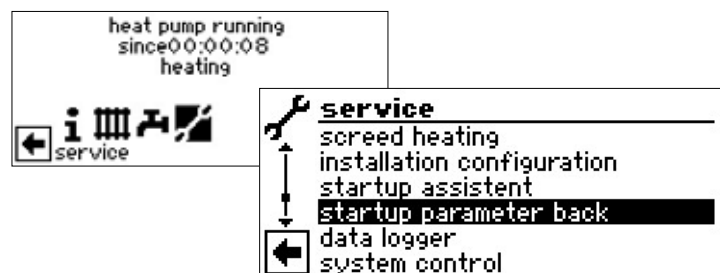 heat pump running
since00:00:08
heating
service
service
screed heating
installation configuration
startup assistent
startup parameter back
data logger
system control